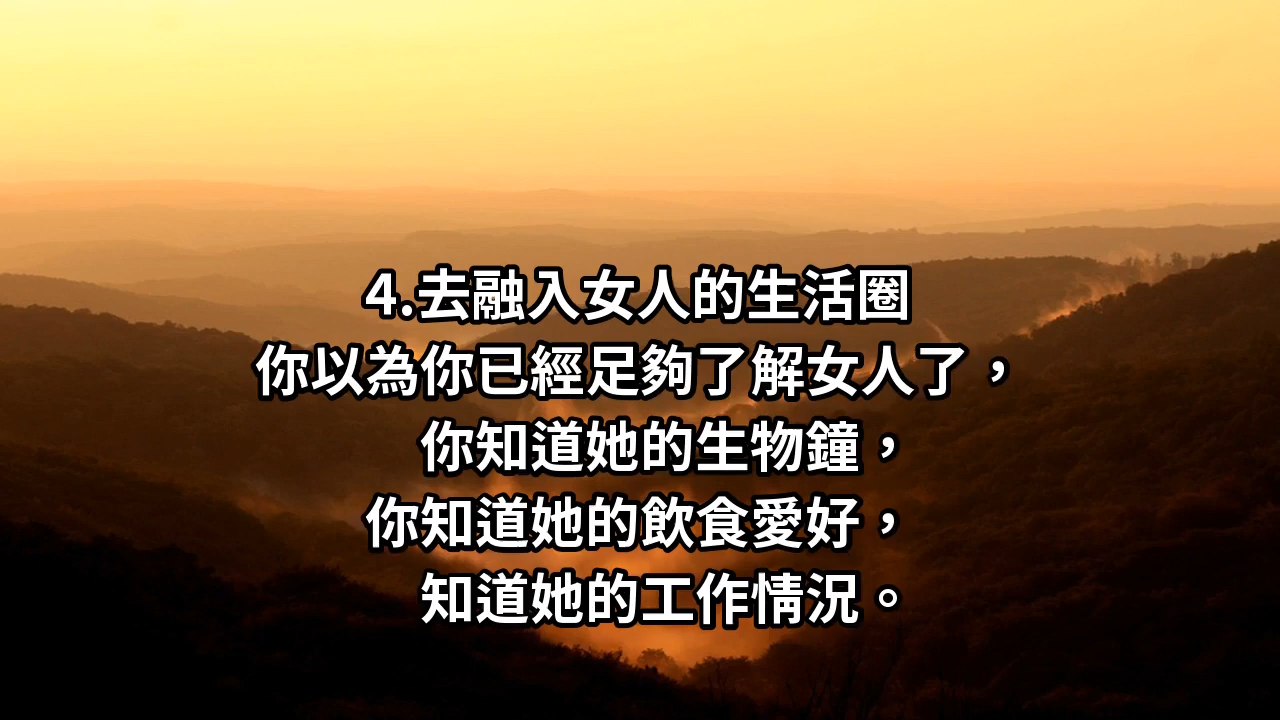 4.去融入女人的生活圈
你以為你已經足夠了解女人了，
你知道她的生物鐘，
你知道她的飲食愛好，
知道她的工作情況。